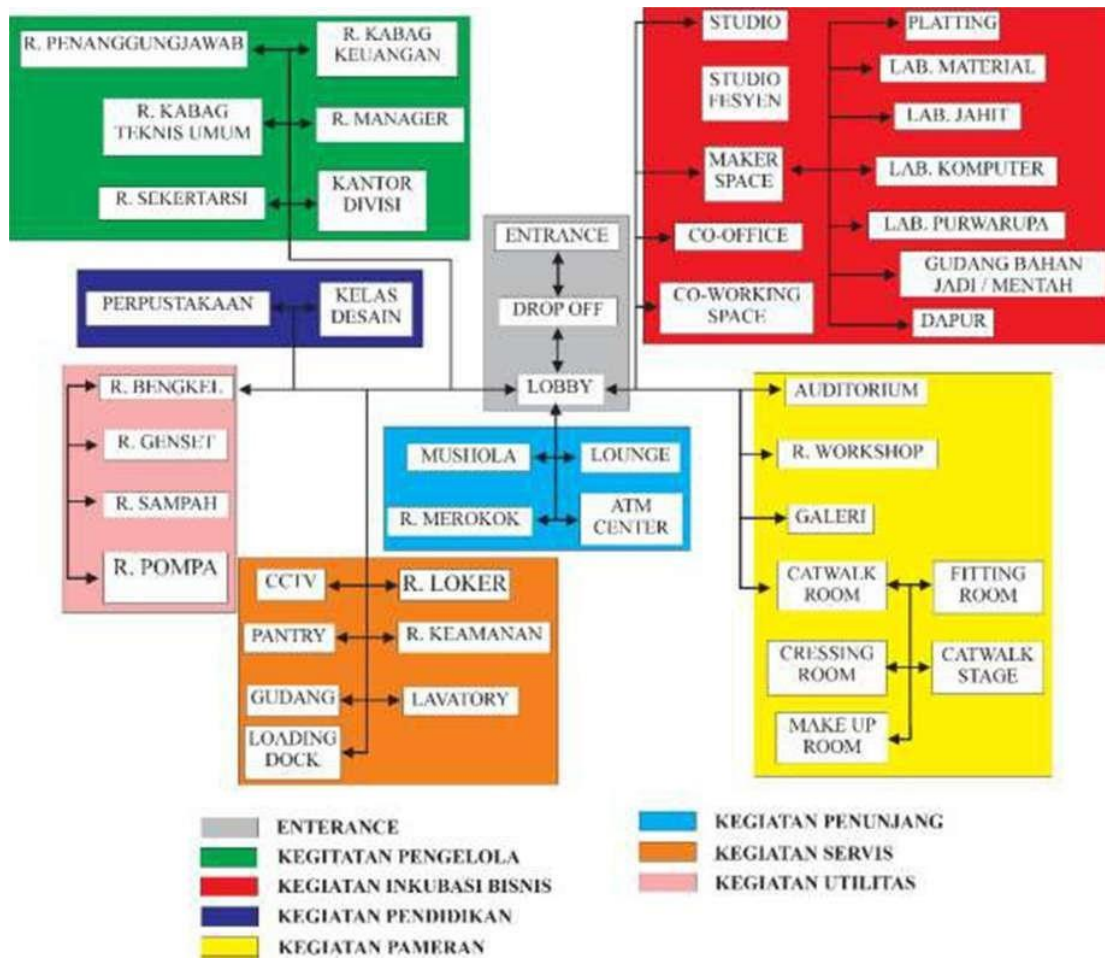 R. PENANGGUNGJAWAB
R. KABAG
KEUANGAN
R. KABAG
TEKNIS UMUM
R. MANAGER
R. SEKERTARSI
KANTOR
DIVISI
PERPUSTAKAAN
KELAS
DESAIN
R. BENGKEL
R. GENSET
R. SAMPAH
R. POMPA
ENTRANCE
DROP OFF
LOBBY
MUSHOLA
LOUNGE
R. MEROKOK
ATM
CENTER
CCTV
R. LOKER
PANTRY
R. KEAMANAN
GUDANG
LAVATORY
LOADING
DOCK
STUDIO
STUDIO
FESYEN
MAKER
SPACE
CO-OFFICE
CO-WORKING
SPACE
PLATTING
LAB. MATERIAL
LAB. JAHIT
LAB. KOMPUTER
LAB. PURWARUPA
GUDANG BAHAN
JADI / MENTAH
DAPUR
AUDITORIUM
R. WORKSHOP
GALERI
CATWALK
ROOM
FITTING
ROOM
CRESSING
ROOM
CATWALK
STAGE
MAKE UP
ROOM
ENTERANCE
KEGITATAN PENGELOLA
KEGIATAN INKUBASI BISNIS
KEGIATAN PENDIDIKAN
KEGIATAN PAMERAN
KEGIATAN PENUNJANG
KEGIATAN SERVIS
KEGIATAN UTILITAS